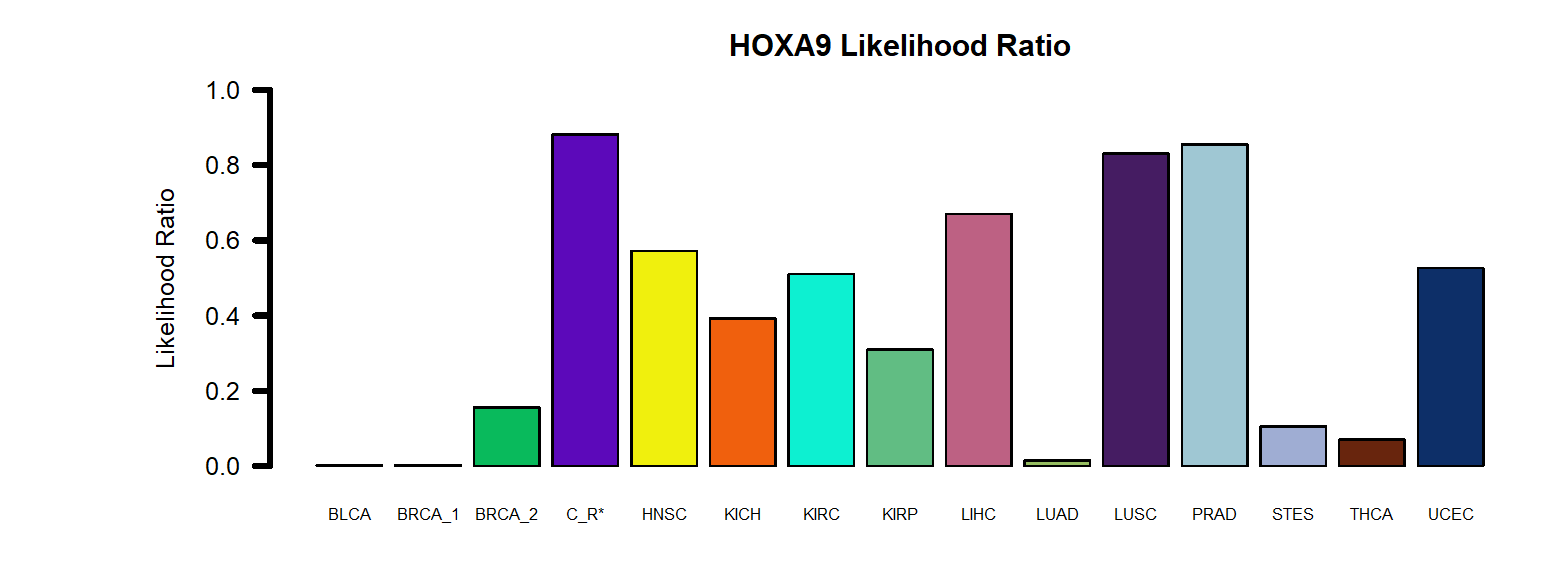 HOXA9 Likelihood Ratio
Likelihood Ratio
1.0
0.8
0.6
0.4
0.2
0.0
BLCA BRCA_1 BRCA_2 C_R* HNSC KICH KIRC KIRP LIHC LUAD LUSC PRAD STES THCA UCEC